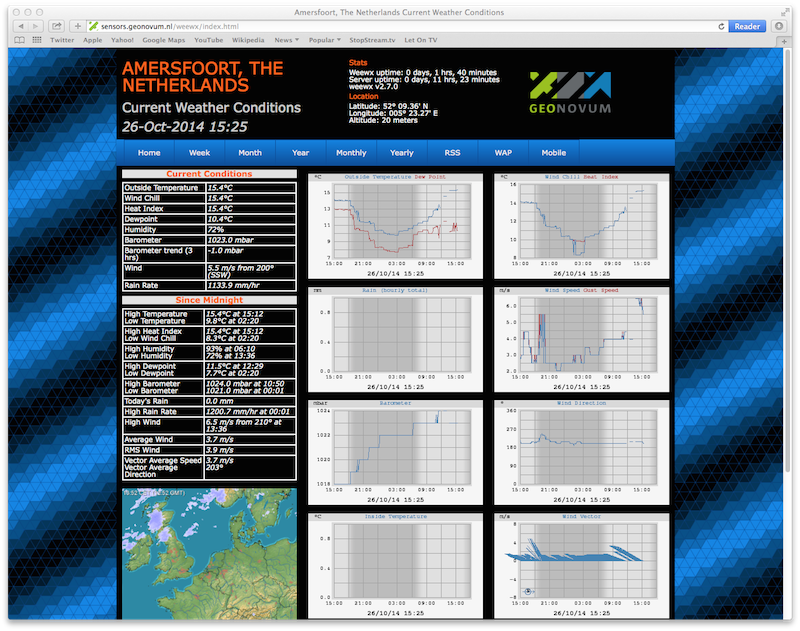 Amersfoort, The Netherlands Current Weather Conditions
sensors.geonovum.nl/weewx/index.html
Reader
Twitter Apple Yahoo! Google Maps YouTube Wikipedia News Popular StopStream.tv Let On TV
AMERSFOORT, THE
NETHERLANDS
Current Weather Conditions
26-Oct-2014 15:25
Stats
Weewx uptime: 0 days, 1 hrs, 40 minutes
Server uptime: 0 days, 11 hrs, 23 minutes
weewx v2.7.0
Location
Latitude: 52° 09.36' N
Longitude: 005° 23.27' E
Altitude: 20 meters
GEONOVUM
Home Week Month Year Monthly Yearly RSS WAP Mobile
Current Conditions
Outside Temperature 15.4°C
Wind Chill 15.4°C
Heat Index 15.4°C
Dewpoint 10.4°C
Humidity 72%
Barometer 1023.0 mbar
Barometer trend (3
hrs) -1.0 mbar
Wind 5.5 m/s from 200°
(SSW)
Rain Rate 1133.9 mm/hr
Since Midnight
High Temperature 15.4°C at 15:12
Low Temperature 9.8°C at 02:20
High Heat Index 15.4°C at 15:12
Low Wind Chill 8.3°C at 02:20
High Humidity 93% at 06:10
Low Humidity 72% at 13:36
High Dewpoint 11.5°C at 12:29
Low Dewpoint 7.7°C at 02:20
High Barometer 1024.0 mbar at 10:50
Low Barometer 1021.0 mbar at 00:01
Today's Rain 0.0 mm
High Rain Rate 1200.7 mm/hr at 00:01
High Wind 6.5 m/s from 210° at
13:36
Average Wind 3.7 m/s
RMS Wind 3.9 m/s
Vector Average Speed 3.7 m/s
Vector Average 203°
Direction
°C Outside Temperature Dew Point
15
13
11
9
7
15:00 21:00 03:00 09:00 15:00
26/10/14 15:25
°C Wind Chill Heat Index
16
14
12
10
8
15:00 21:00 03:00 09:00 15:00
26/10/14 15:25
mm Rain (hourly total)
0.8
0.4
0.0
15:00 21:00 03:00 09:00 15:00
26/10/14 15:25
m/s Wind Speed Gust Speed
6.0
5.0
4.0
3.0
2.0
15:00 21:00 03:00 09:00 15:00
26/10/14 15:25
mbar Barometer
1024
1022
1020
1018
15:00 21:00 03:00 09:00 15:00
26/10/14 15:25
° Wind Direction
360
270
180
90
0
15:00 21:00 03:00 09:00 15:00
26/10/14 15:25
°C Inside Temperature
0.8
0.4
0.0
15:00 21:00 03:00 09:00 15:00
26/10/14 15:25
m/s Wind Vector
8
4
0
-4
-8
15:00 21:00 03:00 09:00 15:00
26/10/14 15:25